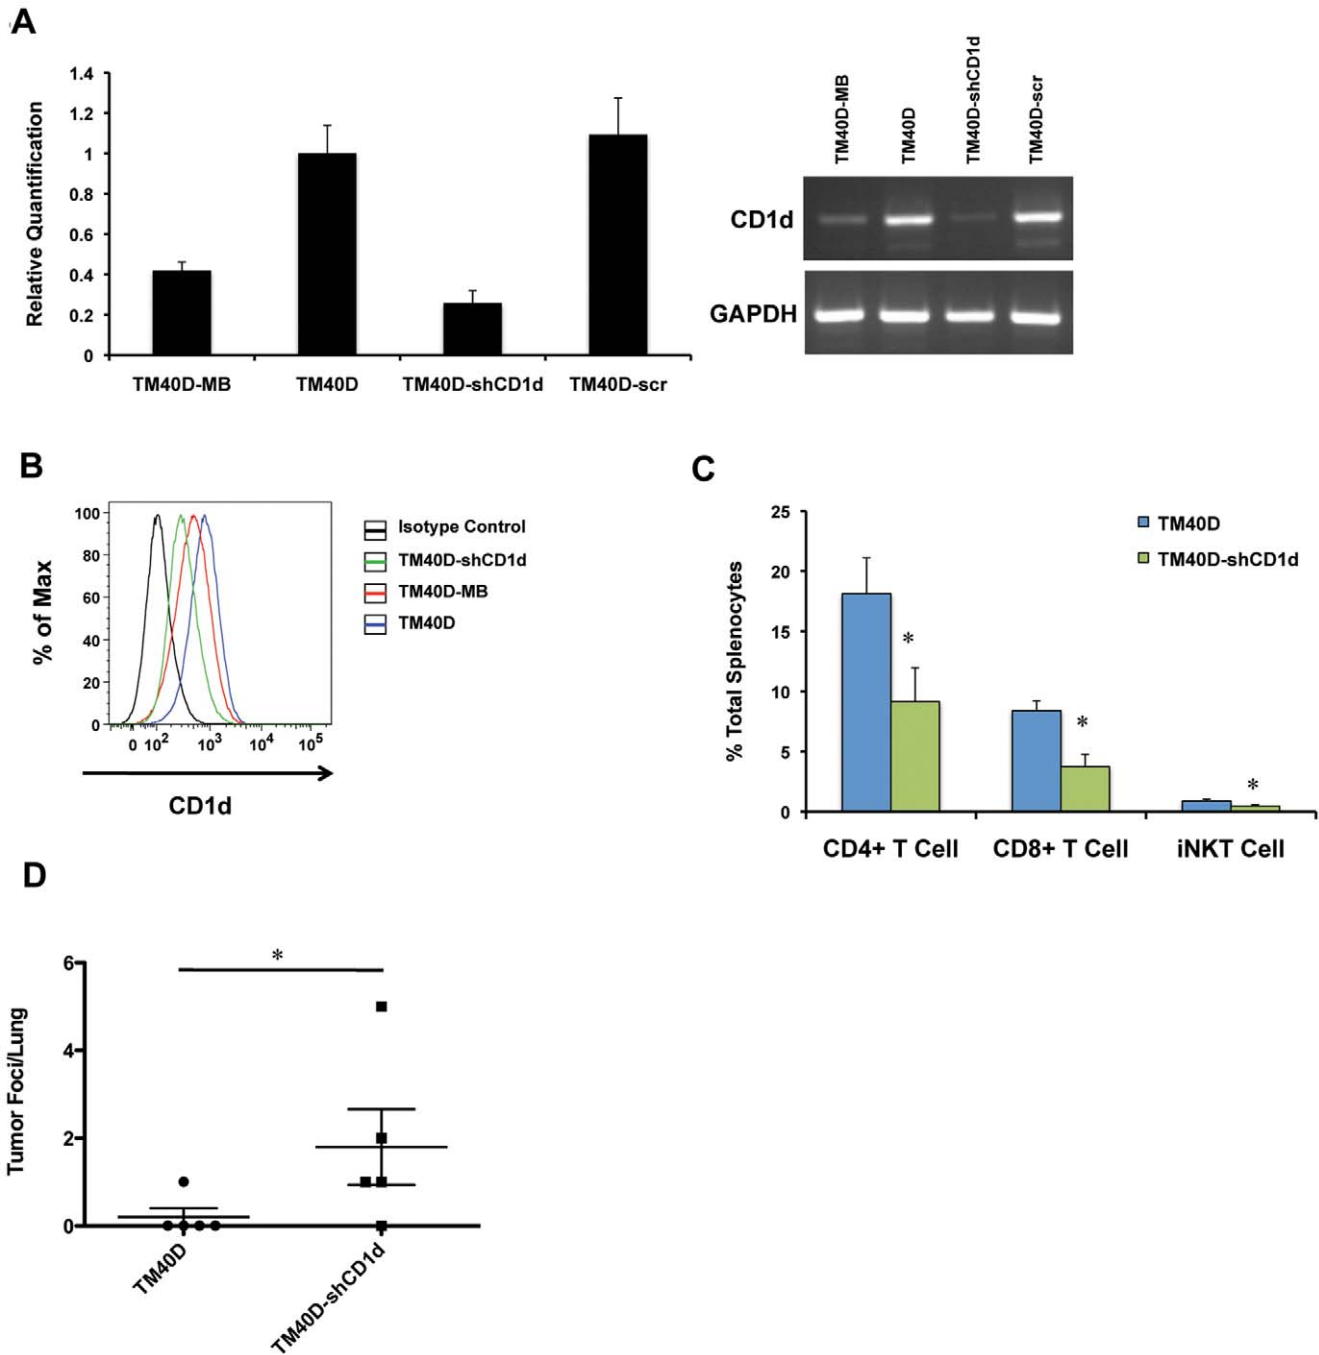 A
1.4
1.2
1
0.8
0.6
0.4
0.2
0
Relative Quantification
TM40D-MB TM40D TM40D-shCD1d TM40D-scr
TM40D-MB
TM40D
TM40D-shCD1d
TM40D-scr
CD1d
GAPDH
B
100
80
60
40
20
0
% of Max
0 10² 10³ 10⁴ 10⁵
CD1d
Isotype Control
TM40D-shCD1d
TM40D-MB
TM40D
C
25
20
15
10
5
0
% Total Splenocytes
TM40D
TM40D-shCD1d
*
*
*
CD4+ T Cell CD8+ T Cell iNKT Cell
D
6
4
2
0
Tumor Foci/Lung
*
TM40D
TM40D-shCD1d